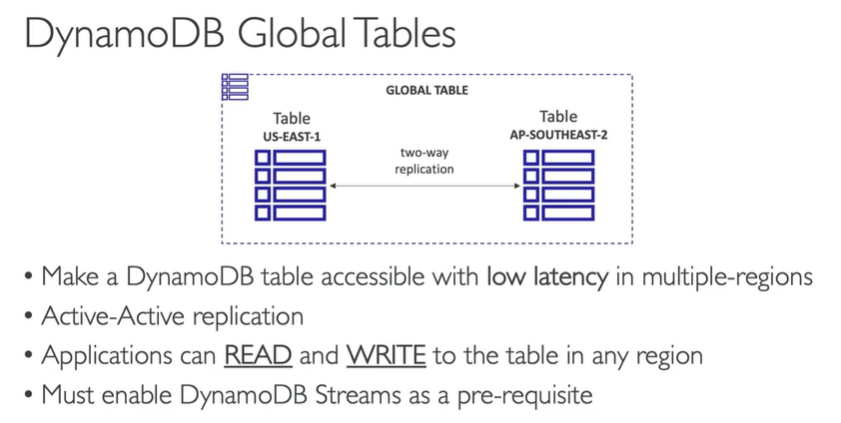 DynamoDB Global Tables
GLOBAL TABLE
Table
US-EAST-1
Table
AP-SOUTHEAST-2
two-way
replication
• Make a DynamoDB table accessible with low latency in multiple-regions
• Active-Active replication
• Applications can READ and WRITE to the table in any region
• Must enable DynamoDB Streams as a pre-requisite